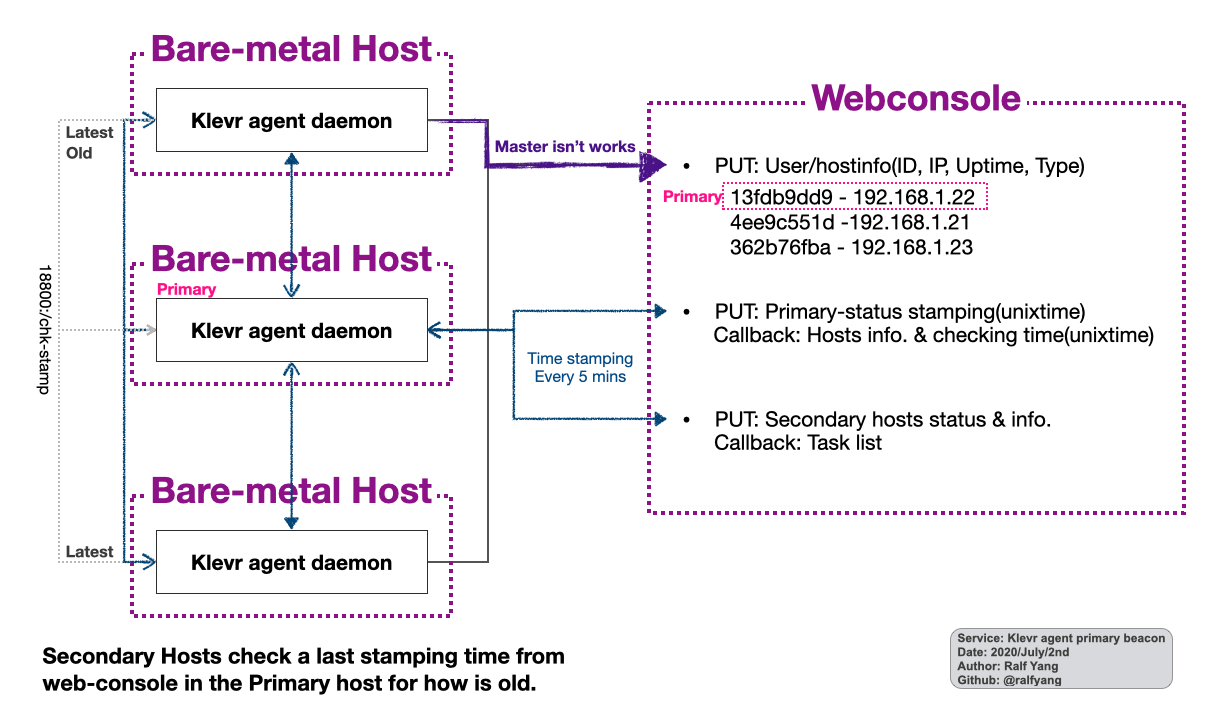 Bare-metal Host
Klevr agent daemon
Latest
Old
Master isn't works
Webconsole
• PUT: User/hostinfo(ID, IP, Uptime, Type)
Primary
13fdb9dd9 - 192.168.1.22
4ee9c551d -192.168.1.21
362b76fba - 192.168.1.23
Bare-metal Host
Primary
Klevr agent daemon
18800:/chk-stamp
Time stamping
Every 5 mins
• PUT: Primary-status stamping(unixtime)
Callback: Hosts info. & checking time(unixtime)
• PUT: Secondary hosts status & info.
Callback: Task list
Bare-metal Host
Latest
Klevr agent daemon
Secondary Hosts check a last stamping time from
web-console in the Primary host for how is old.
Service: Klevr agent primary beacon
Date: 2020/July/2nd
Author: Ralf Yang
Github: @ralfyang